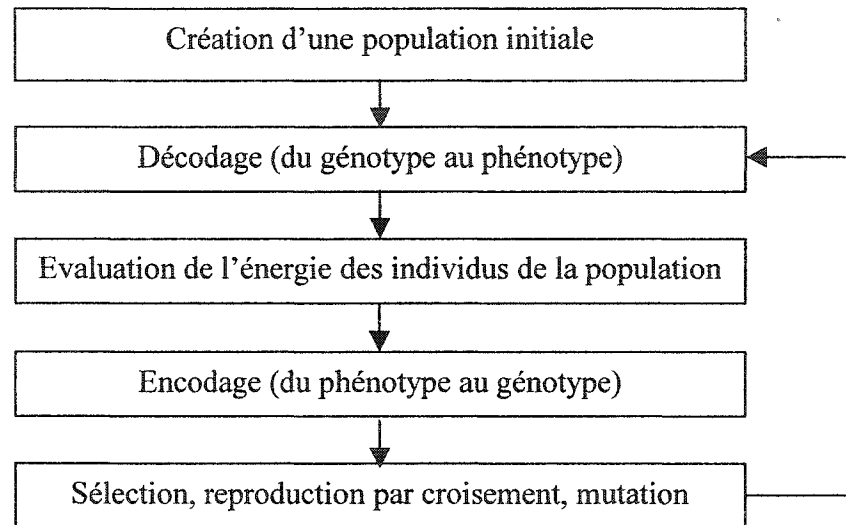 Création d'une population initiale
Décodage (du génotype au phénotype)
Evaluation de l'énergie des individus de la population
Encodage (du phénotype au génotype)
Sélection, reproduction par croisement, mutation